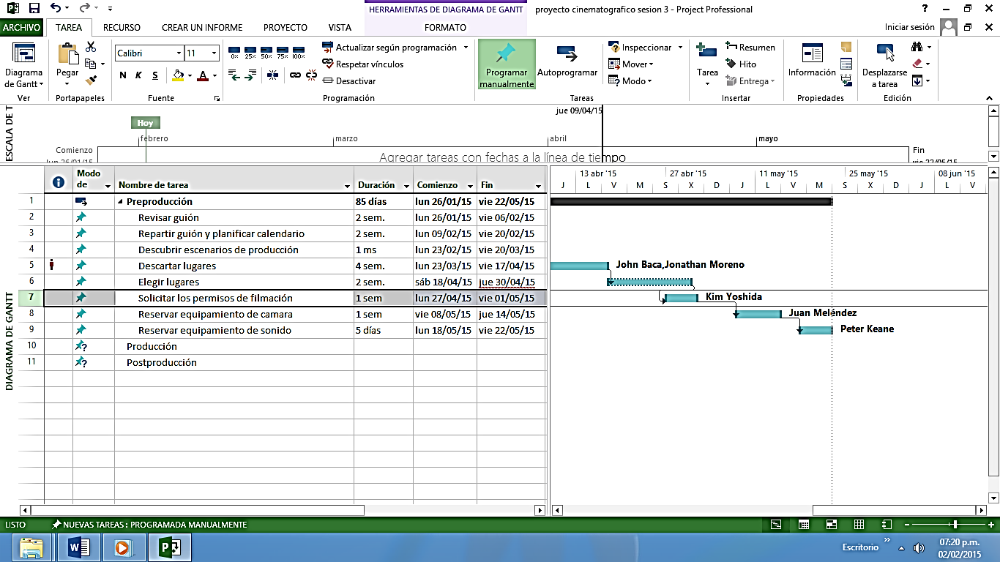 HERRAMIENTAS DE DIAGRAMA DE GANTT
proyecto cinematografico sesion 3 - Project Professional
ARCHIVO TAREA RECURSO CREAR UN INFORME PROYECTO VISTA FORMATO Iniciar sesión
Diagrama de Gantt
Ver
Pegar
Portapapeles
Calibri 11
N K S
Fuente
0% 25% 50% 75% 100%
Actualizar según programación
Respetar vínculos
Desactivar
Programación
Programar manualmente
Autoprogramar
Inspeccionar
Mover
Modo
Tareas
Tarea
Resumen
Hito
Entrega
Insertar
Información
Propiedades
Desplazarse a tarea
Edición
ESCALA DE T
jue 09/04/15
Hoy
febrero marzo abril mayo
Comienzo
lun 26/01/15
Agregar tareas con fechas a la línea de tiempo
Fin
vie 22/05/15
DIAGRAMA DE GANTT
Modo de Nombre de tarea Duración Comienzo Fin
13 abr '15 27 abr '15 11 may '15 25 may '15 08 jun '15
J L V S X D J L V M S X D J L V
1 Preproducción 85 días lun 26/01/15 vie 22/05/15
2 Revisar guión 2 sem. lun 26/01/15 vie 06/02/15
3 Repartir guión y planificar calendario 2 sem. lun 09/02/15 vie 20/02/15
4 Descubrir escenarios de producción 1 ms lun 23/02/15 vie 20/03/15
5 Descartar lugares 4 sem. lun 23/03/15 vie 17/04/15 John Baca,Jonathan Moreno
6 Elegir lugares 2 sem. sáb 18/04/15 jue 30/04/15
7 Solicitar los permisos de filmación 1 sem lun 27/04/15 vie 01/05/15 Kim Yoshida
8 Reservar equipamiento de camara 1 sem vie 08/05/15 jue 14/05/15 Juan Meléndez
9 Reservar equipamiento de sonido 5 días lun 18/05/15 vie 22/05/15 Peter Keane
10 Producción
11 Postproducción
LISTO NUEVAS TAREAS : PROGRAMADA MANUALMENTE
Escritorio
07:20 p.m.
02/02/2015